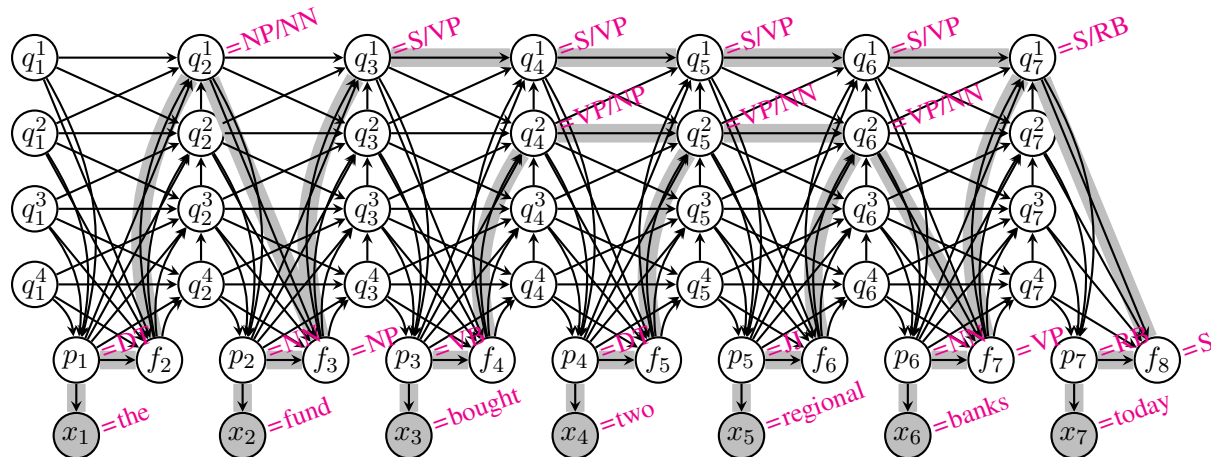 q₁¹ q₂¹ =NP/NN q₃¹ =S/VP q₄¹ =S/VP q₅¹ =S/VP q₆¹ =S/VP q₇¹ =S/RB
q₁² q₂² q₃² q₄² =VP/NP q₅² =VP/NN q₆² =VP/NN q₇²
q₁³ q₂³ q₃³ q₄³ q₅³ q₆³ q₇³
q₁⁴ q₂⁴ q₃⁴ q₄⁴ q₅⁴ q₆⁴ q₇⁴
p₁ =DT f₂ p₂ =NN f₃ =NP p₃ =VB f₄ p₄ =DT f₅ p₅ =JJ f₆ p₆ =NN f₇ =VP p₇ =RB f₈ =S
x₁ =the x₂ =fund x₃ =bought x₄ =two x₅ =regional x₆ =banks x₇ =today